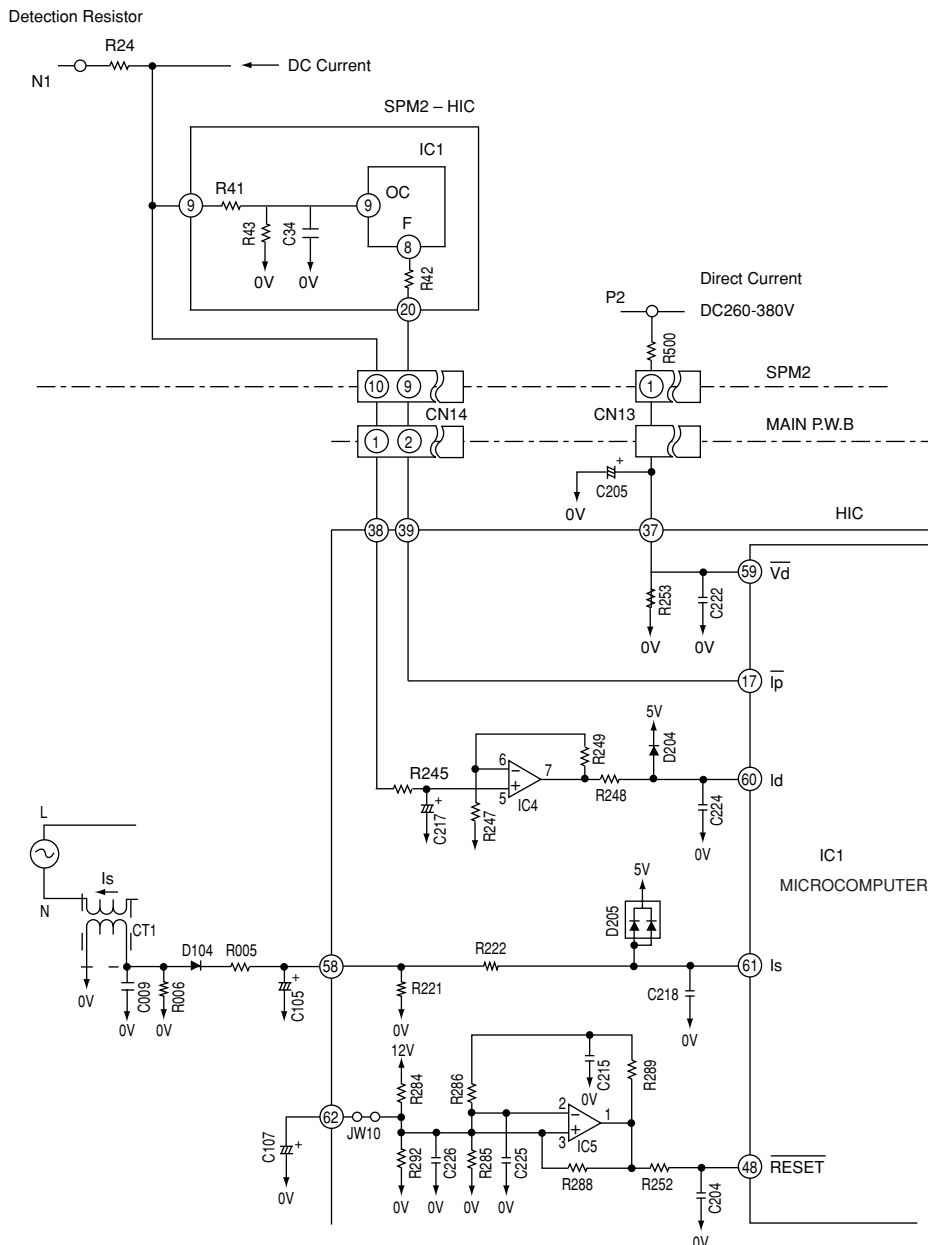 Detection Resistor
R24
N1
DC Current
SPM2 – HIC
IC1
R41
9
9
OC
R43
C34
F
8
0V
0V
R42
20
Direct Current
P2
DC260-380V
R500
SPM2
10
9
1
CN14
CN13
MAIN P.W.B
1
2
C205
+
0V
HIC
38
39
37
59
Vd
R253
C222
0V
0V
17
Ip
5V
D204
R249
R245
6
7
5
IC4
R248
60
Id
C217
+
R247
C224
0V
L
IC1
MICROCOMPUTER
Is
N
CT1
5V
D205
D104
R005
58
R222
61
Is
0V
C009
R006
C105
+
R221
C218
0V
0V
0V
0V
0V
12V
R284
R286
C215
R289
0V
62
JW10
2
1
3
IC5
C107
+
R292
C226
R285
C225
R288
R252
48
RESET
C204
0V
0V
0V
0V
0V
0V